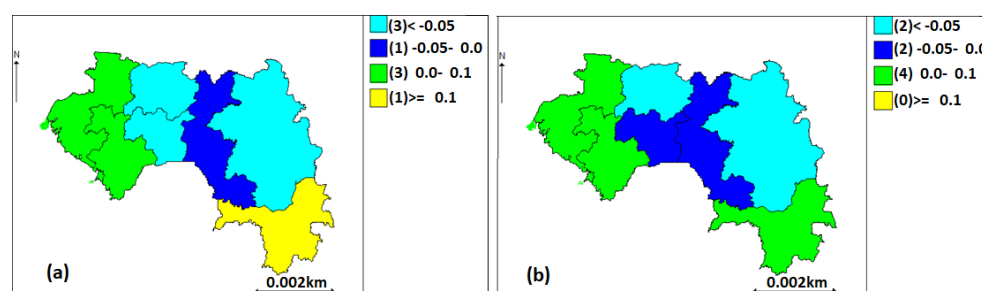 (3)< -0.05
(1) -0.05- 0.0
(3) 0.0- 0.1
(1)>= 0.1
N
(a)
0.002km
(2)< -0.05
(2) -0.05- 0.0
(4) 0.0- 0.1
(0)>= 0.1
N
(b)
0.002km